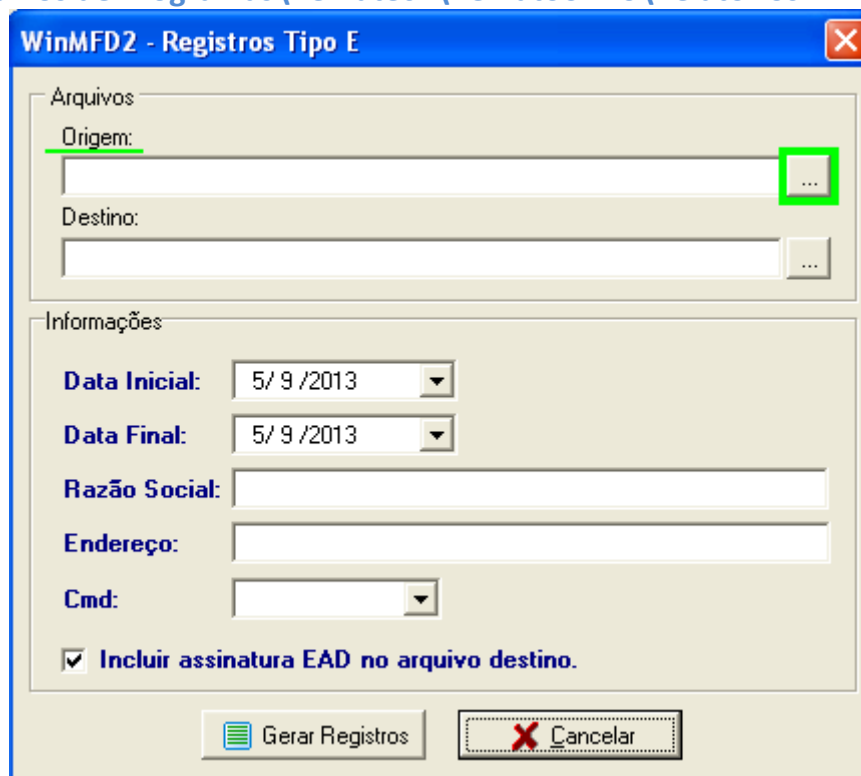 WinMFD2 - Registros Tipo E
Arquivos
Origem:
...
Destino:
...
Informações
Data Inicial: 5/ 9 /2013
Data Final: 5/ 9 /2013
Razão Social:
Endereço:
Cmd:
Incluir assinatura EAD no arquivo destino.
Gerar Registros Cancelar